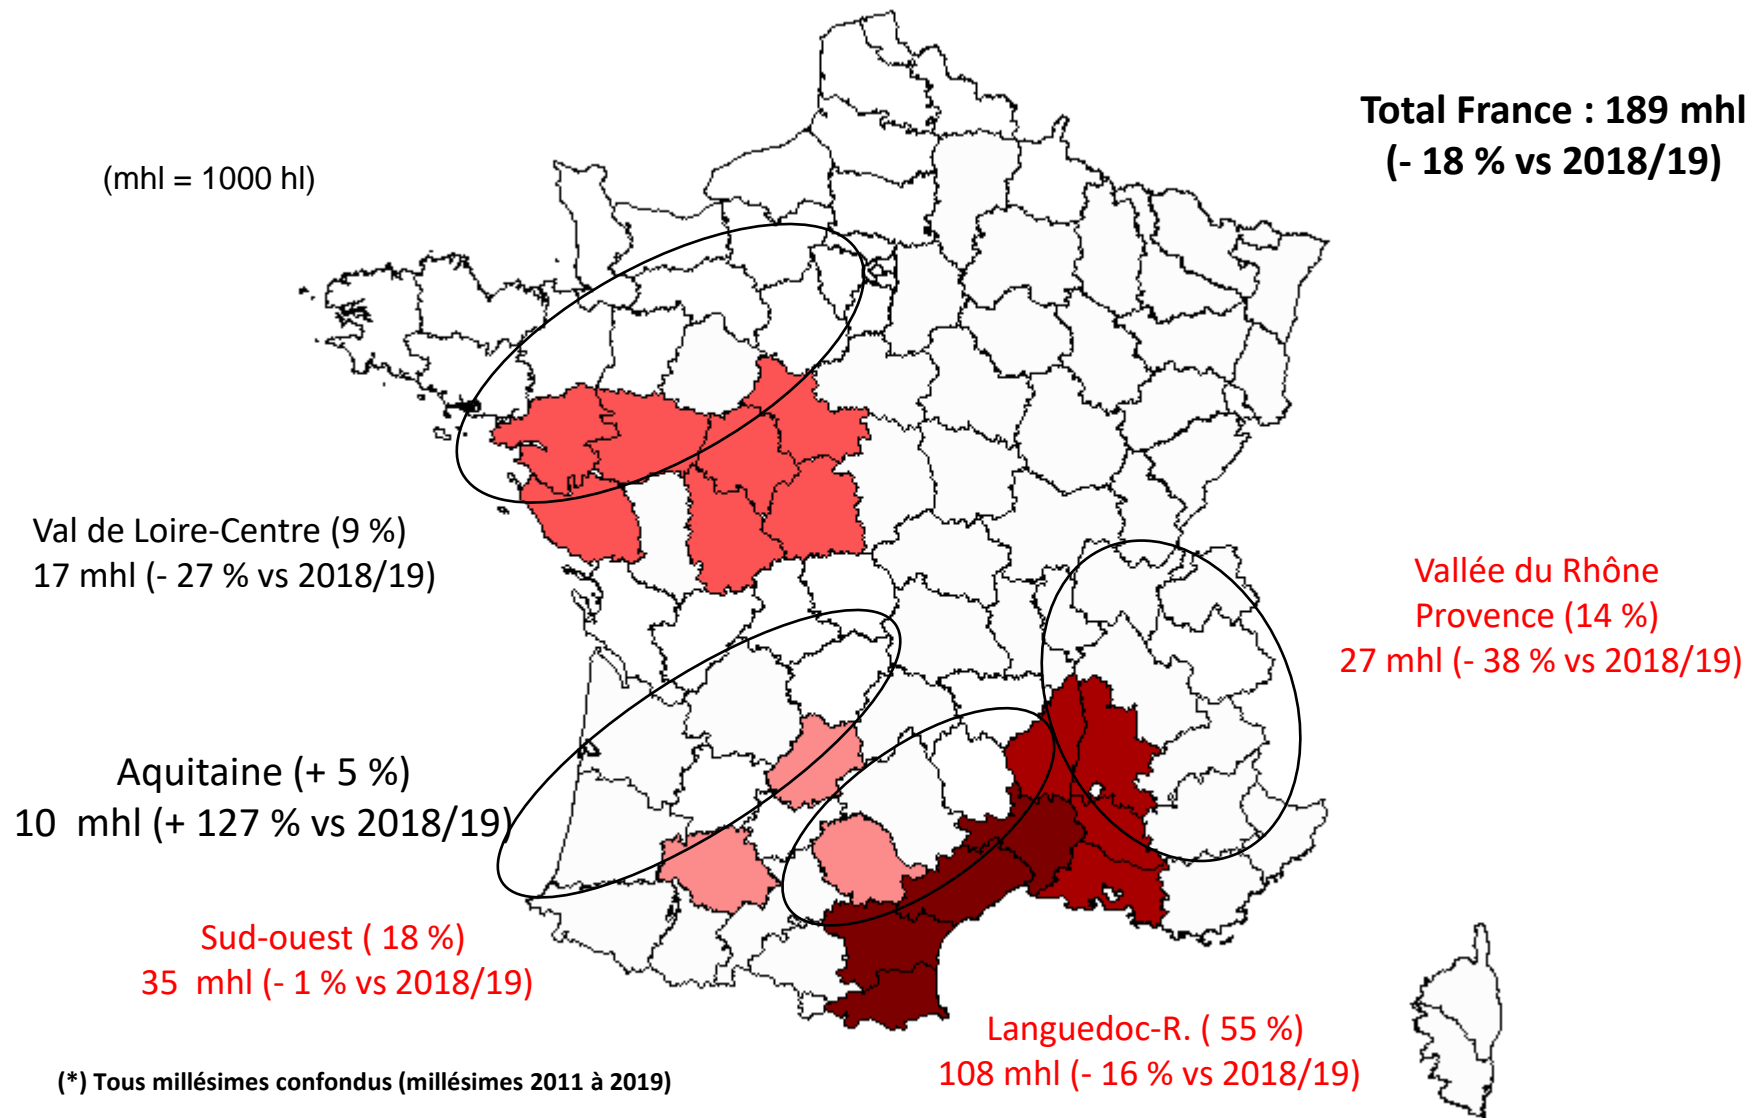 Total France : 189 mhl
(- 18 % vs 2018/19)
(mhl = 1000 hl)
Val de Loire-Centre (9 %)
17 mhl (- 27 % vs 2018/19)
Vallée du Rhône
Provence (14 %)
27 mhl (- 38 % vs 2018/19)
Aquitaine (+ 5 %)
10 mhl (+ 127 % vs 2018/19)
Sud-ouest ( 18 %)
35 mhl (- 1 % vs 2018/19)
Languedoc-R. ( 55 %)
108 mhl (- 16 % vs 2018/19)
(*) Tous millésimes confondus (millésimes 2011 à 2019)